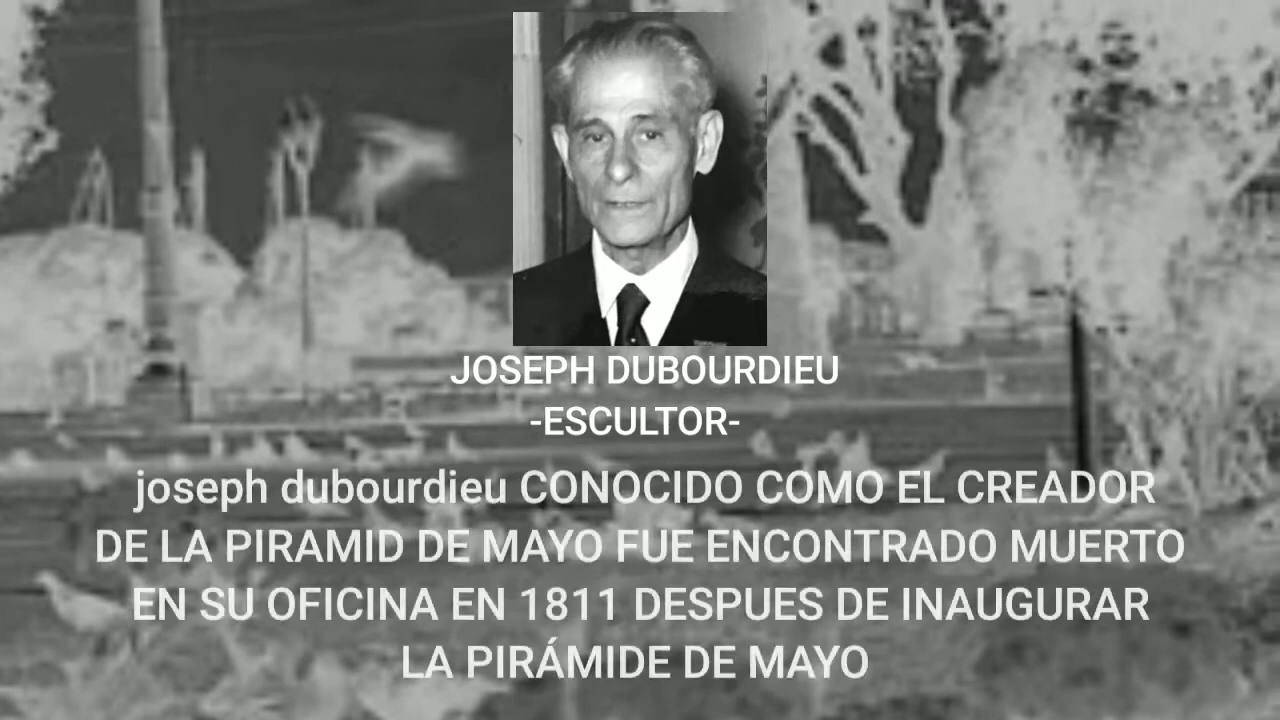 JOSEPH DUBOURDIEU
-ESCULTOR-
joseph dubourdieu CONOCIDO COMO EL CREADOR
DE LA PIRAMID DE MAYO FUE ENCONTRADO MUERTO
EN SU OFICINA EN 1811 DESPUES DE INAUGURAR
LA PIRÁMIDE DE MAYO